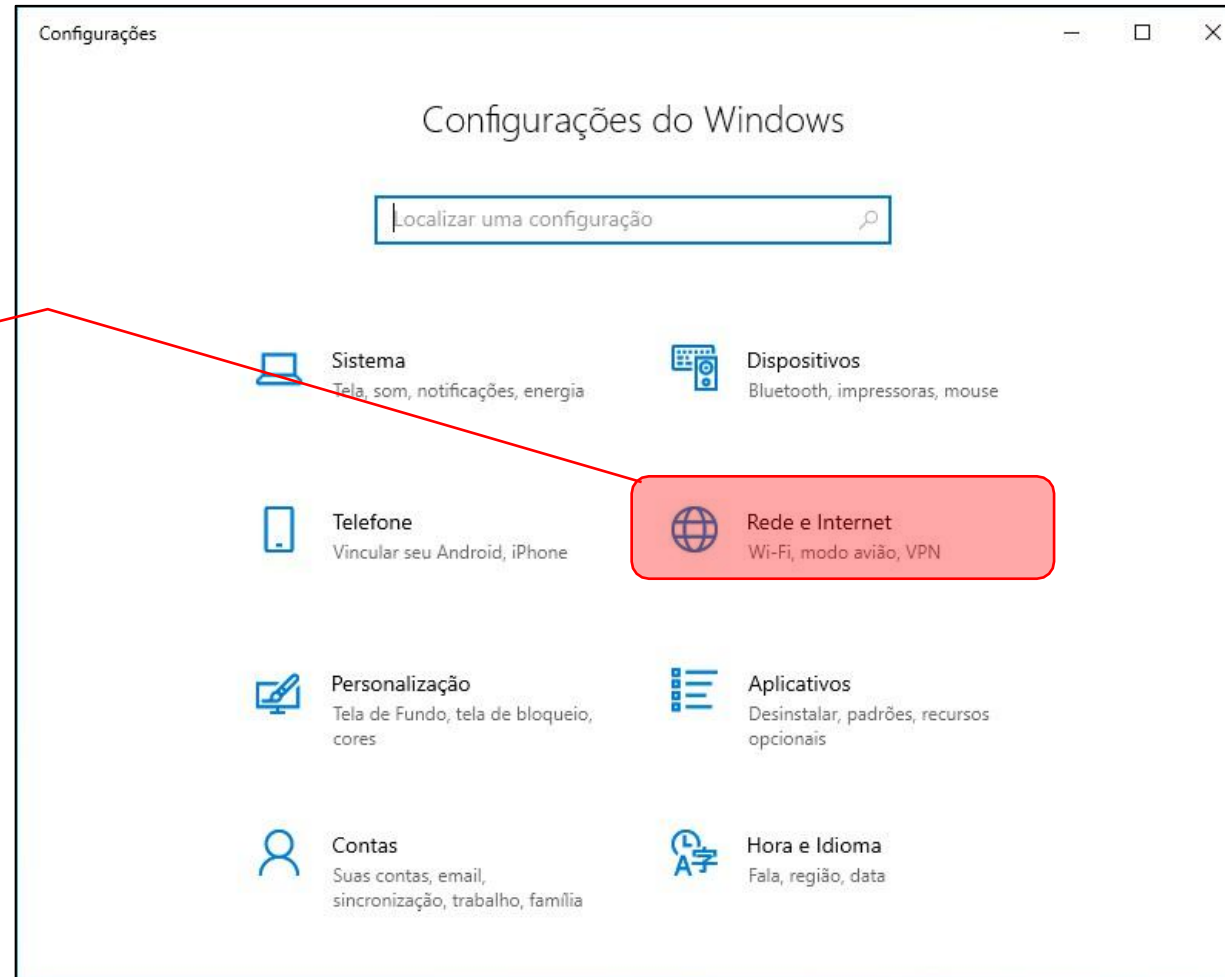 Configurações
Configurações do Windows
Localizar uma configuração
Sistema
Tela, som, notificações, energia
Dispositivos
Bluetooth, impressoras, mouse
Telefone
Vincular seu Android, iPhone
Rede e Internet
Wi-Fi, modo avião, VPN
Personalização
Tela de Fundo, tela de bloqueio,
cores
Aplicativos
Desinstalar, padrões, recursos
opcionais
Contas
Suas contas, email,
sincronização, trabalho, família
Hora e Idioma
Fala, região, data